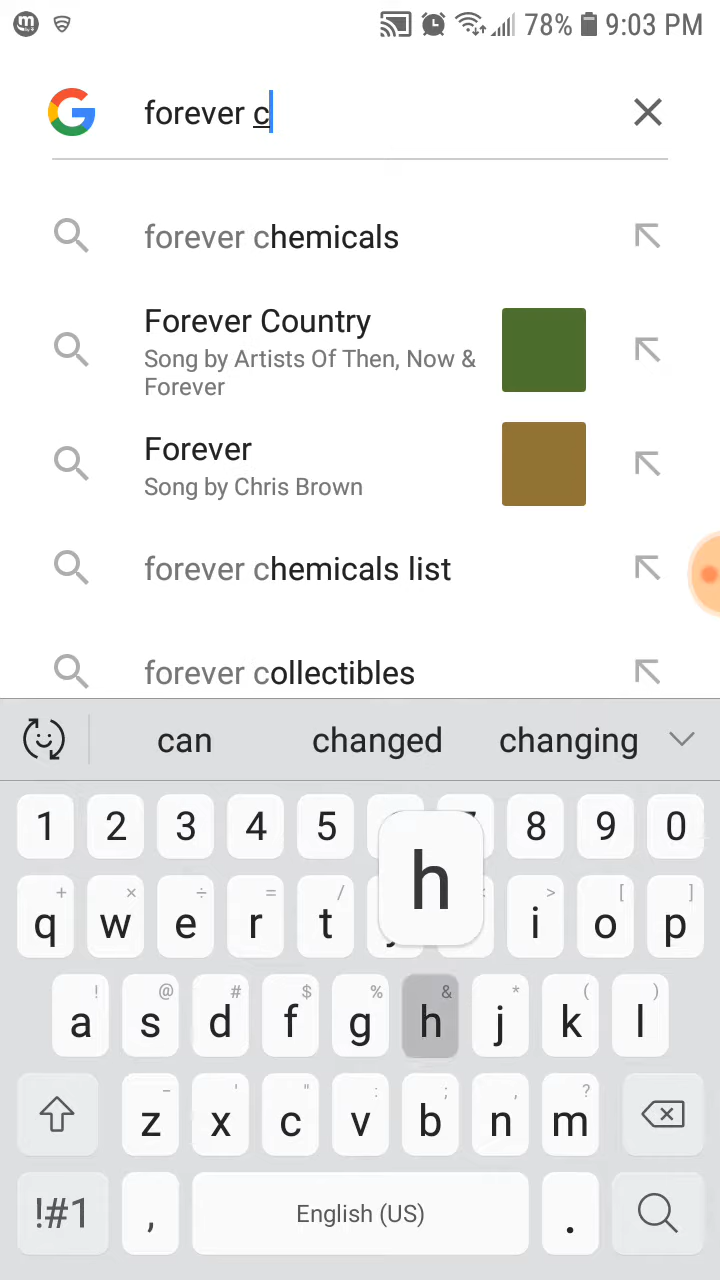 78% 9:03 PM
forever c
forever chemicals
Forever Country
Song by Artists Of Then, Now &
Forever
Forever
Song by Chris Brown
forever chemicals list
forever collectibles
can changed changing
1 2 3 4 5 8 9 0
h
+ × ÷ = / > [ ]
q w e r t i o p
! @ # $ % & * ( )
a s d f g h j k l
- ' " : ; , ?
z x c v b n m
!#1 , English (US) .